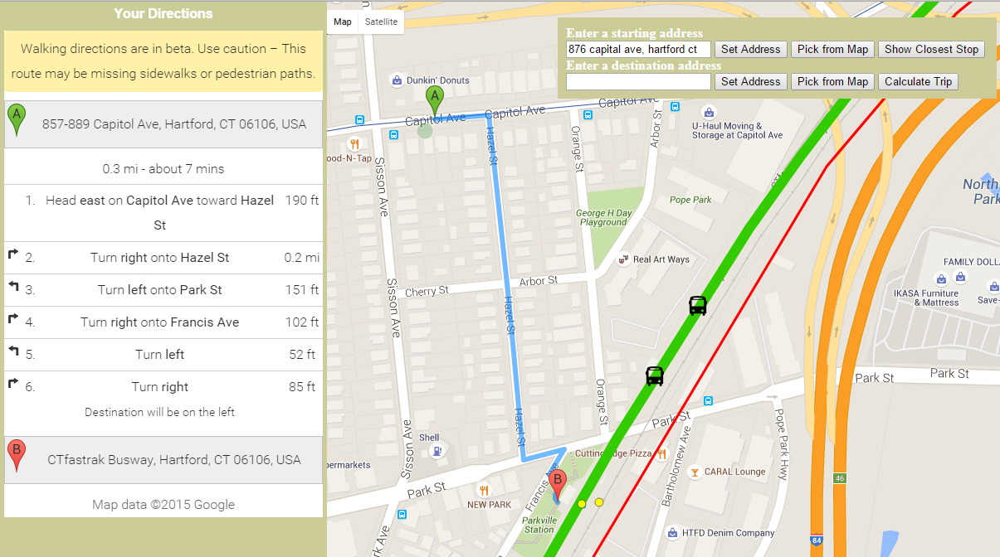 Your Directions
Walking directions are in beta. Use caution – This
route may be missing sidewalks or pedestrian paths.
A
857-889 Capitol Ave, Hartford, CT 06106, USA
0.3 mi - about 7 mins
1. Head east on Capitol Ave toward Hazel 190 ft
St
2. Turn right onto Hazel St 0.2 mi
3. Turn left onto Park St 151 ft
4. Turn right onto Francis Ave 102 ft
5. Turn left 52 ft
6. Turn right 85 ft
Destination will be on the left
B
CTfastrak Busway, Hartford, CT 06106, USA
Map data ©2015 Google
Map Satellite
Enter a starting address
876 capital ave, hartford ct Set Address Pick from Map Show Closest Stop
Enter a destination address
Set Address Pick from Map Calculate Trip
Dunkin' Donuts
A
Capitol Ave
Capitol Ave
Capitol Ave
U-Haul Moving &
Storage at Capitol Ave
ood-N-Tap
Sisson Ave
Hazel St
Orange St
Arbor St
Pope Park
North
Park
George H Day
Playground
Real Art Ways
FAMILY DOLLA
IKASA Furniture
& Mattress
Save-
Cherry St
Arbor St
Sisson Ave
Hazel St
Orange St
Park St
Park St
Park St
Hazel St
Sisson Ave
Shell
permarkets
Cutting Edge Pizza
Bartholomew Ave
Pope Park Hwy
CARAL Lounge
46
B
Francis Ave
Park St
NEW PARK
Parkville
Station
HTFD Denim Company
84
rk Ave